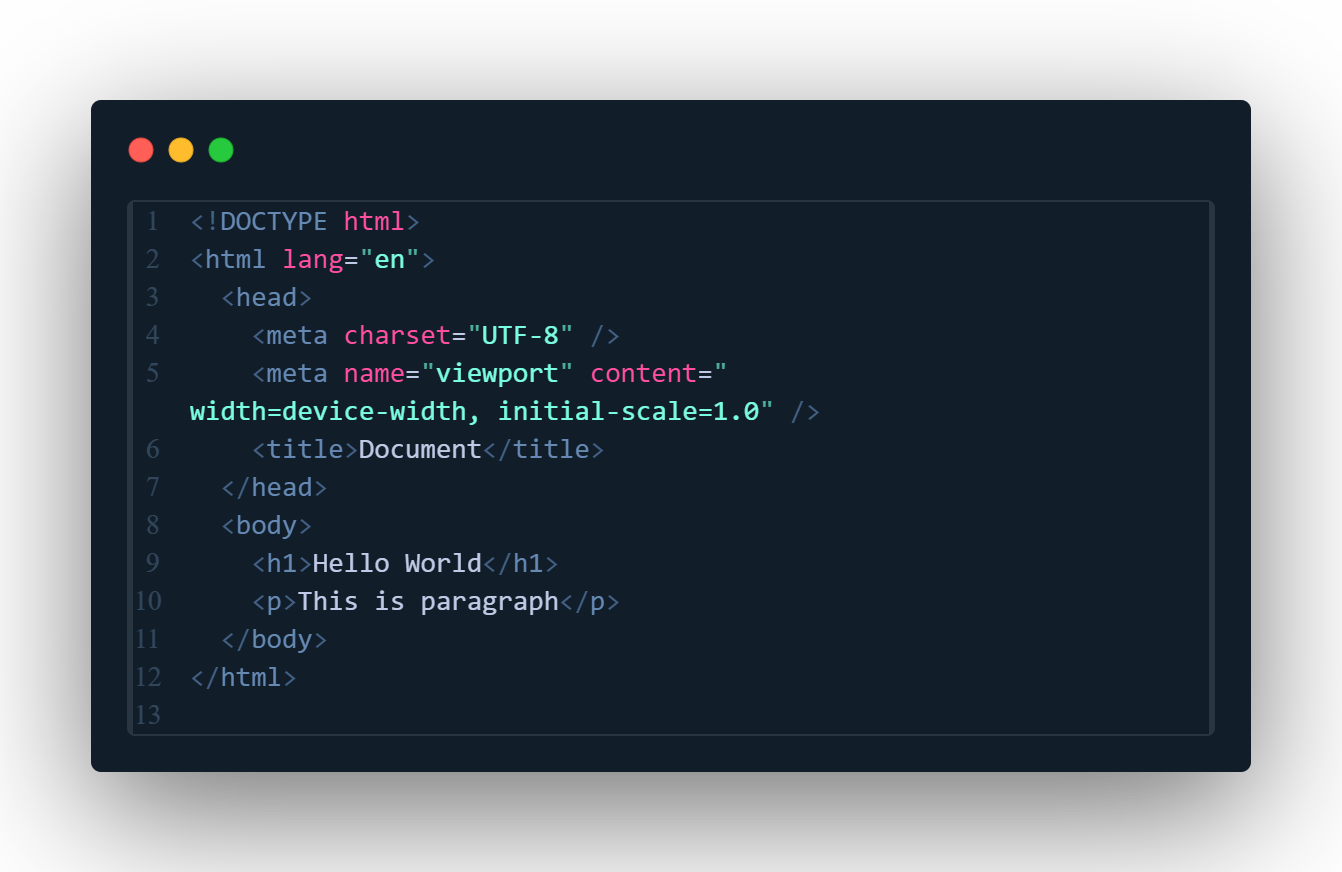 1 <!DOCTYPE html>
2 <html lang="en">
3   <head>
4     <meta charset="UTF-8" />
5     <meta name="viewport" content="
width=device-width, initial-scale=1.0" />
6     <title>Document</title>
7   </head>
8   <body>
9     <h1>Hello World</h1>
10     <p>This is paragraph</p>
11   </body>
12 </html>
13